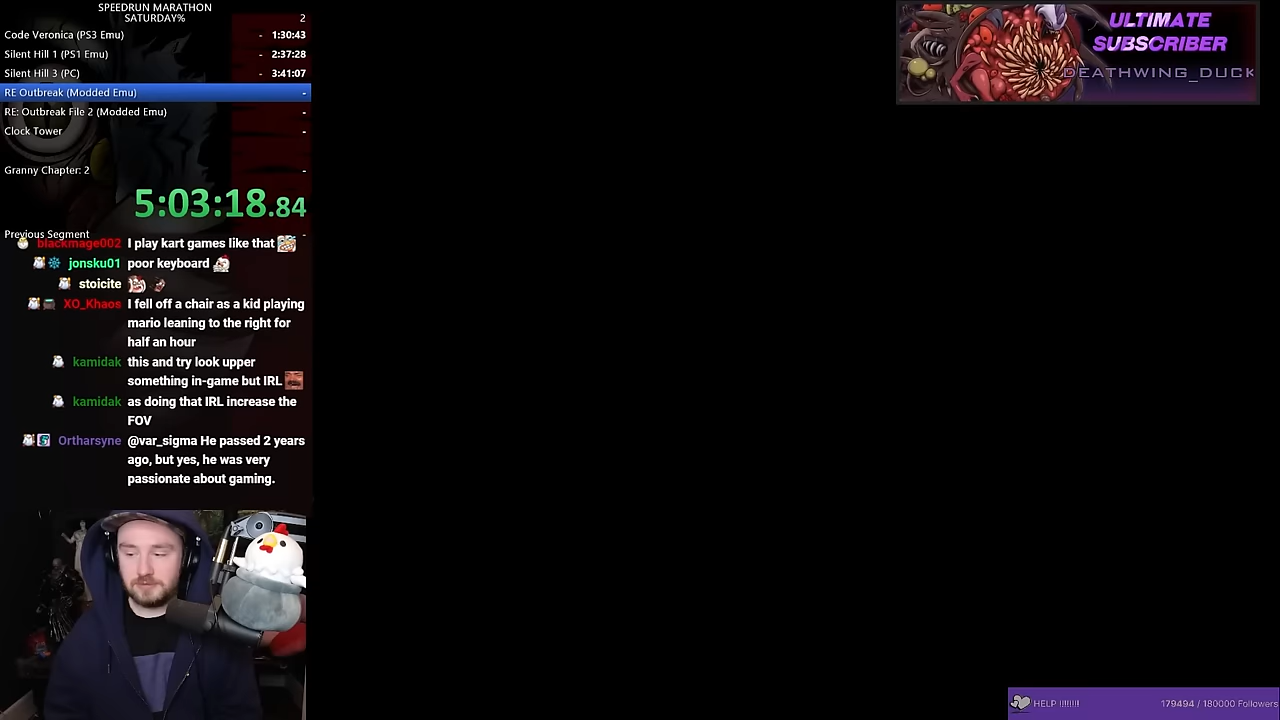 SPEEDRUN MARATHON
SATURDAY%
2
Code Veronica (PS3 Emu) - 1:30:43
Silent Hill 1 (PS1 Emu) - 2:37:28
Silent Hill 3 (PC) - 3:41:07
RE Outbreak (Modded Emu) -
RE: Outbreak File 2 (Modded Emu) -
Clock Tower -
Granny Chapter: 2 -
5:03:18.84
Previous Segment -
blackmage002 I play kart games like that
jonsku01 poor keyboard
stoicite
XO_Khaos I fell off a chair as a kid playing
mario leaning to the right for
half an hour
kamidak this and try look upper
something in-game but IRL
kamidak as doing that IRL increase the
FOV
Ortharsyne @var_sigma He passed 2 years
ago, but yes, he was very
passionate about gaming.
ULTIMATE
SUBSCRIBER
DEATHWING_DUCK
HELP !!!!!!! 179494 / 180000 Followers